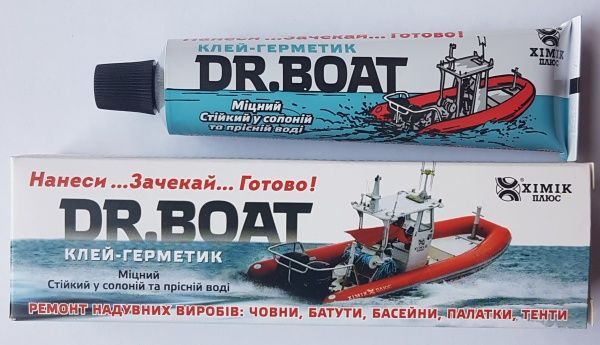 Нанеси ...Зачекай... Готово!
КЛЕЙ-ГЕРМЕТИК
DR.BOAT
Міцний
Стійкий у солоній
та прісній воді
ХІМІК
ПЛЮС
Нанеси ...Зачекай... Готово!
ХІМІК
ПЛЮС
DR.BOAT
КЛЕЙ-ГЕРМЕТИК
Міцний
Стійкий у солоній та прісній воді
ХІМІК ПЛЮС
РЕМОНТ НАДУВНИХ ВИРОБІВ: ЧОВНИ, БАТУТИ, БАСЕЙНИ, ПАЛАТКИ, ТЕНТИ